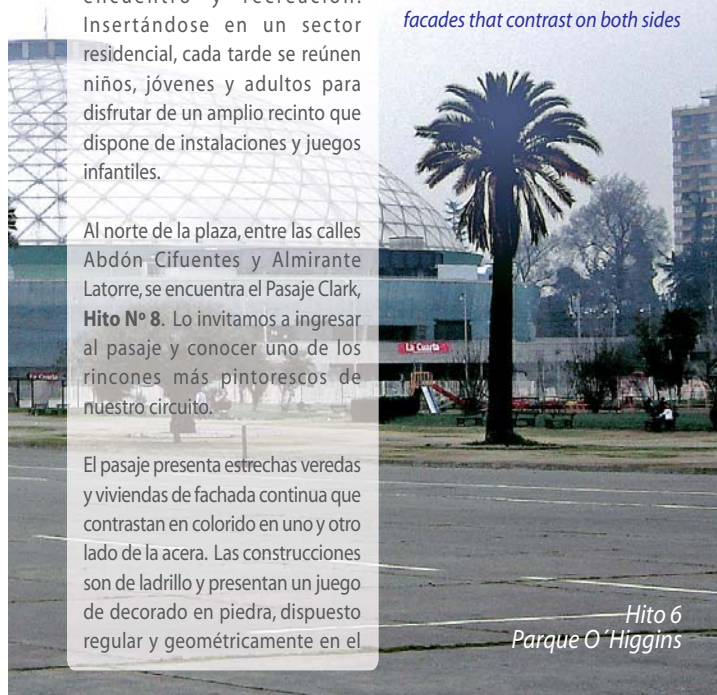 encuentro y recreación.
Insertándose en un sector
residencial, cada tarde se reúnen
niños, jóvenes y adultos para
disfrutar de un amplio recinto que
dispone de instalaciones y juegos
infantiles.
Al norte de la plaza, entre las calles
Abdón Cifuentes y Almirante
Latorre, se encuentra el Pasaje Clark,
Hito Nº 8. Lo invitamos a ingresar
al pasaje y conocer uno de los
rincones más pintorescos de
nuestro circuito.
El pasaje presenta estrechas veredas
y viviendas de fachada continua que
contrastan en colorido en uno y otro
lado de la acera. Las construcciones
son de ladrillo y presentan un juego
de decorado en piedra, dispuesto
regular y geométricamente en el
facades that contrast on both sides
La Cuarta
La Cuarta
Hito 6
Parque O´Higgins